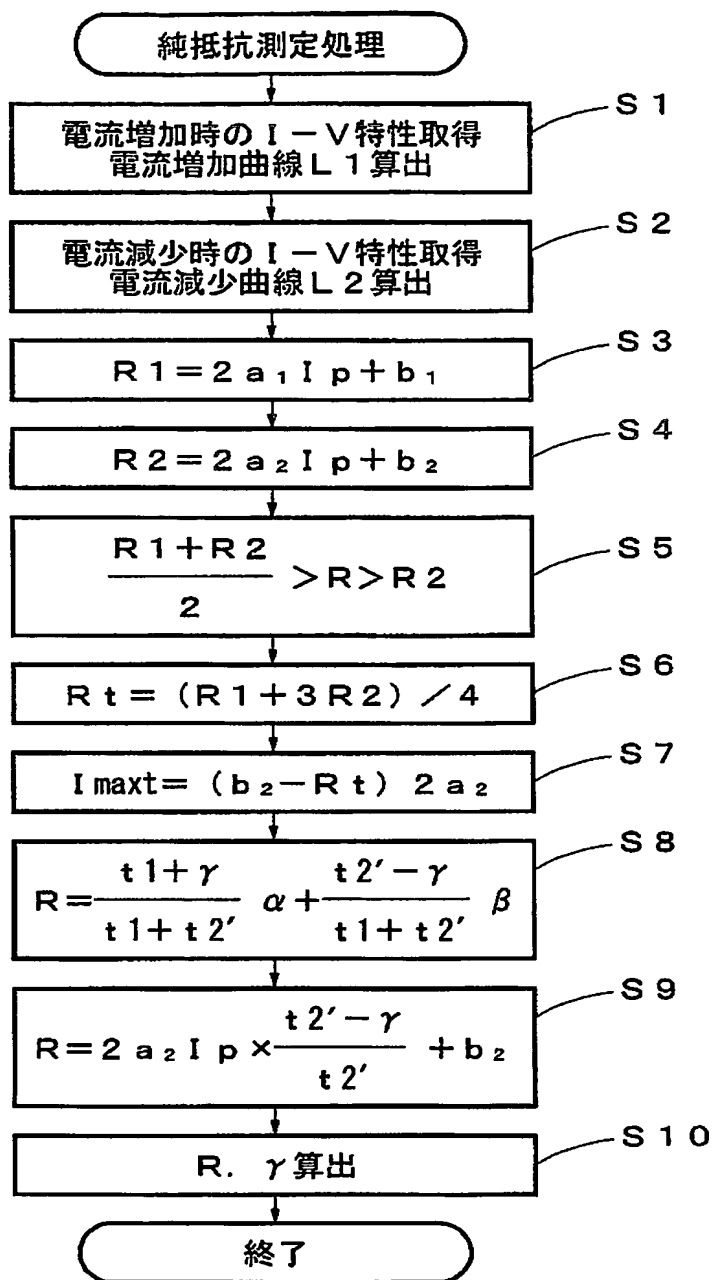 純抵抗測定処理
電流増加時のI－V特性取得
電流増加曲線L1算出
S1
電流減少時のI－V特性取得
電流減少曲線L2算出
S2
R1＝2a₁Ip＋b₁
S3
R2＝2a₂Ip＋b₂
S4
(R1＋R2)/2 ＞R＞R2
S5
Rt＝(R1＋3R2)／4
S6
Imaxt＝(b₂－Rt)2a₂
S7
R＝(t1＋γ)/(t1＋t2′) α＋(t2′－γ)/(t1＋t2′) β
S8
R＝2a₂Ip×(t2′－γ)/t2′ ＋b₂
S9
R. γ算出
S10
終了